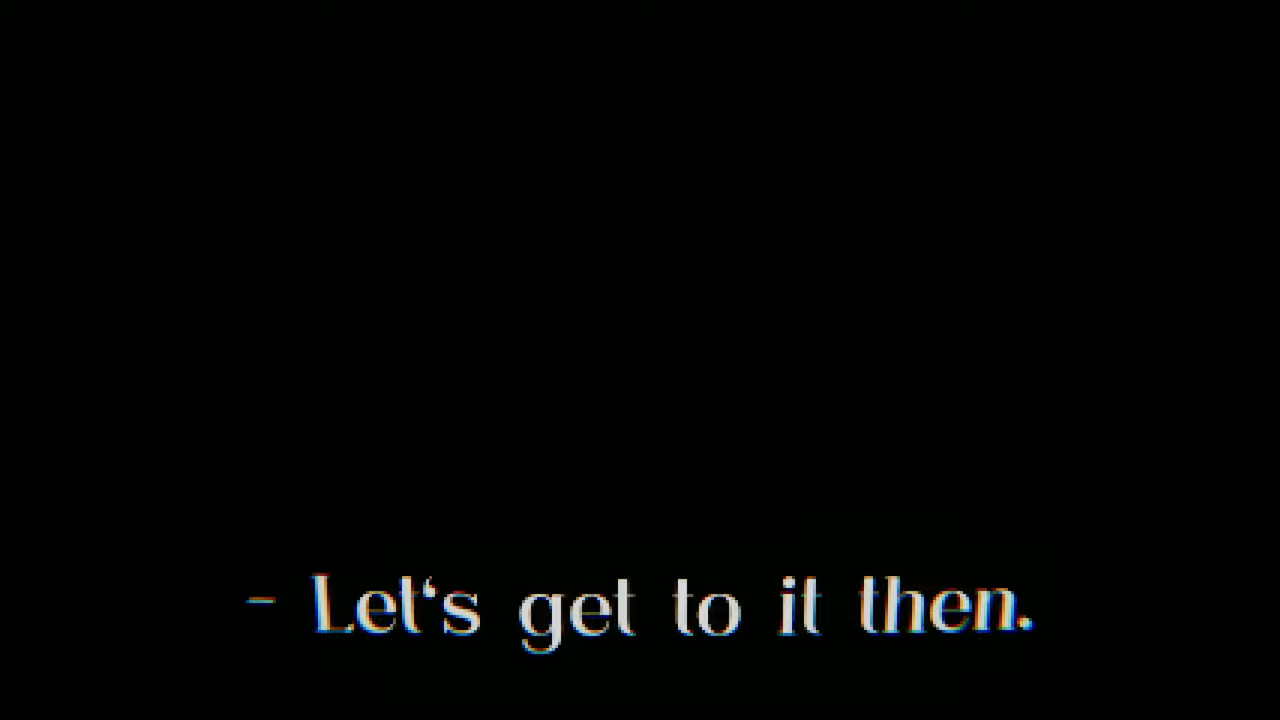 - Let‘s get to it then.